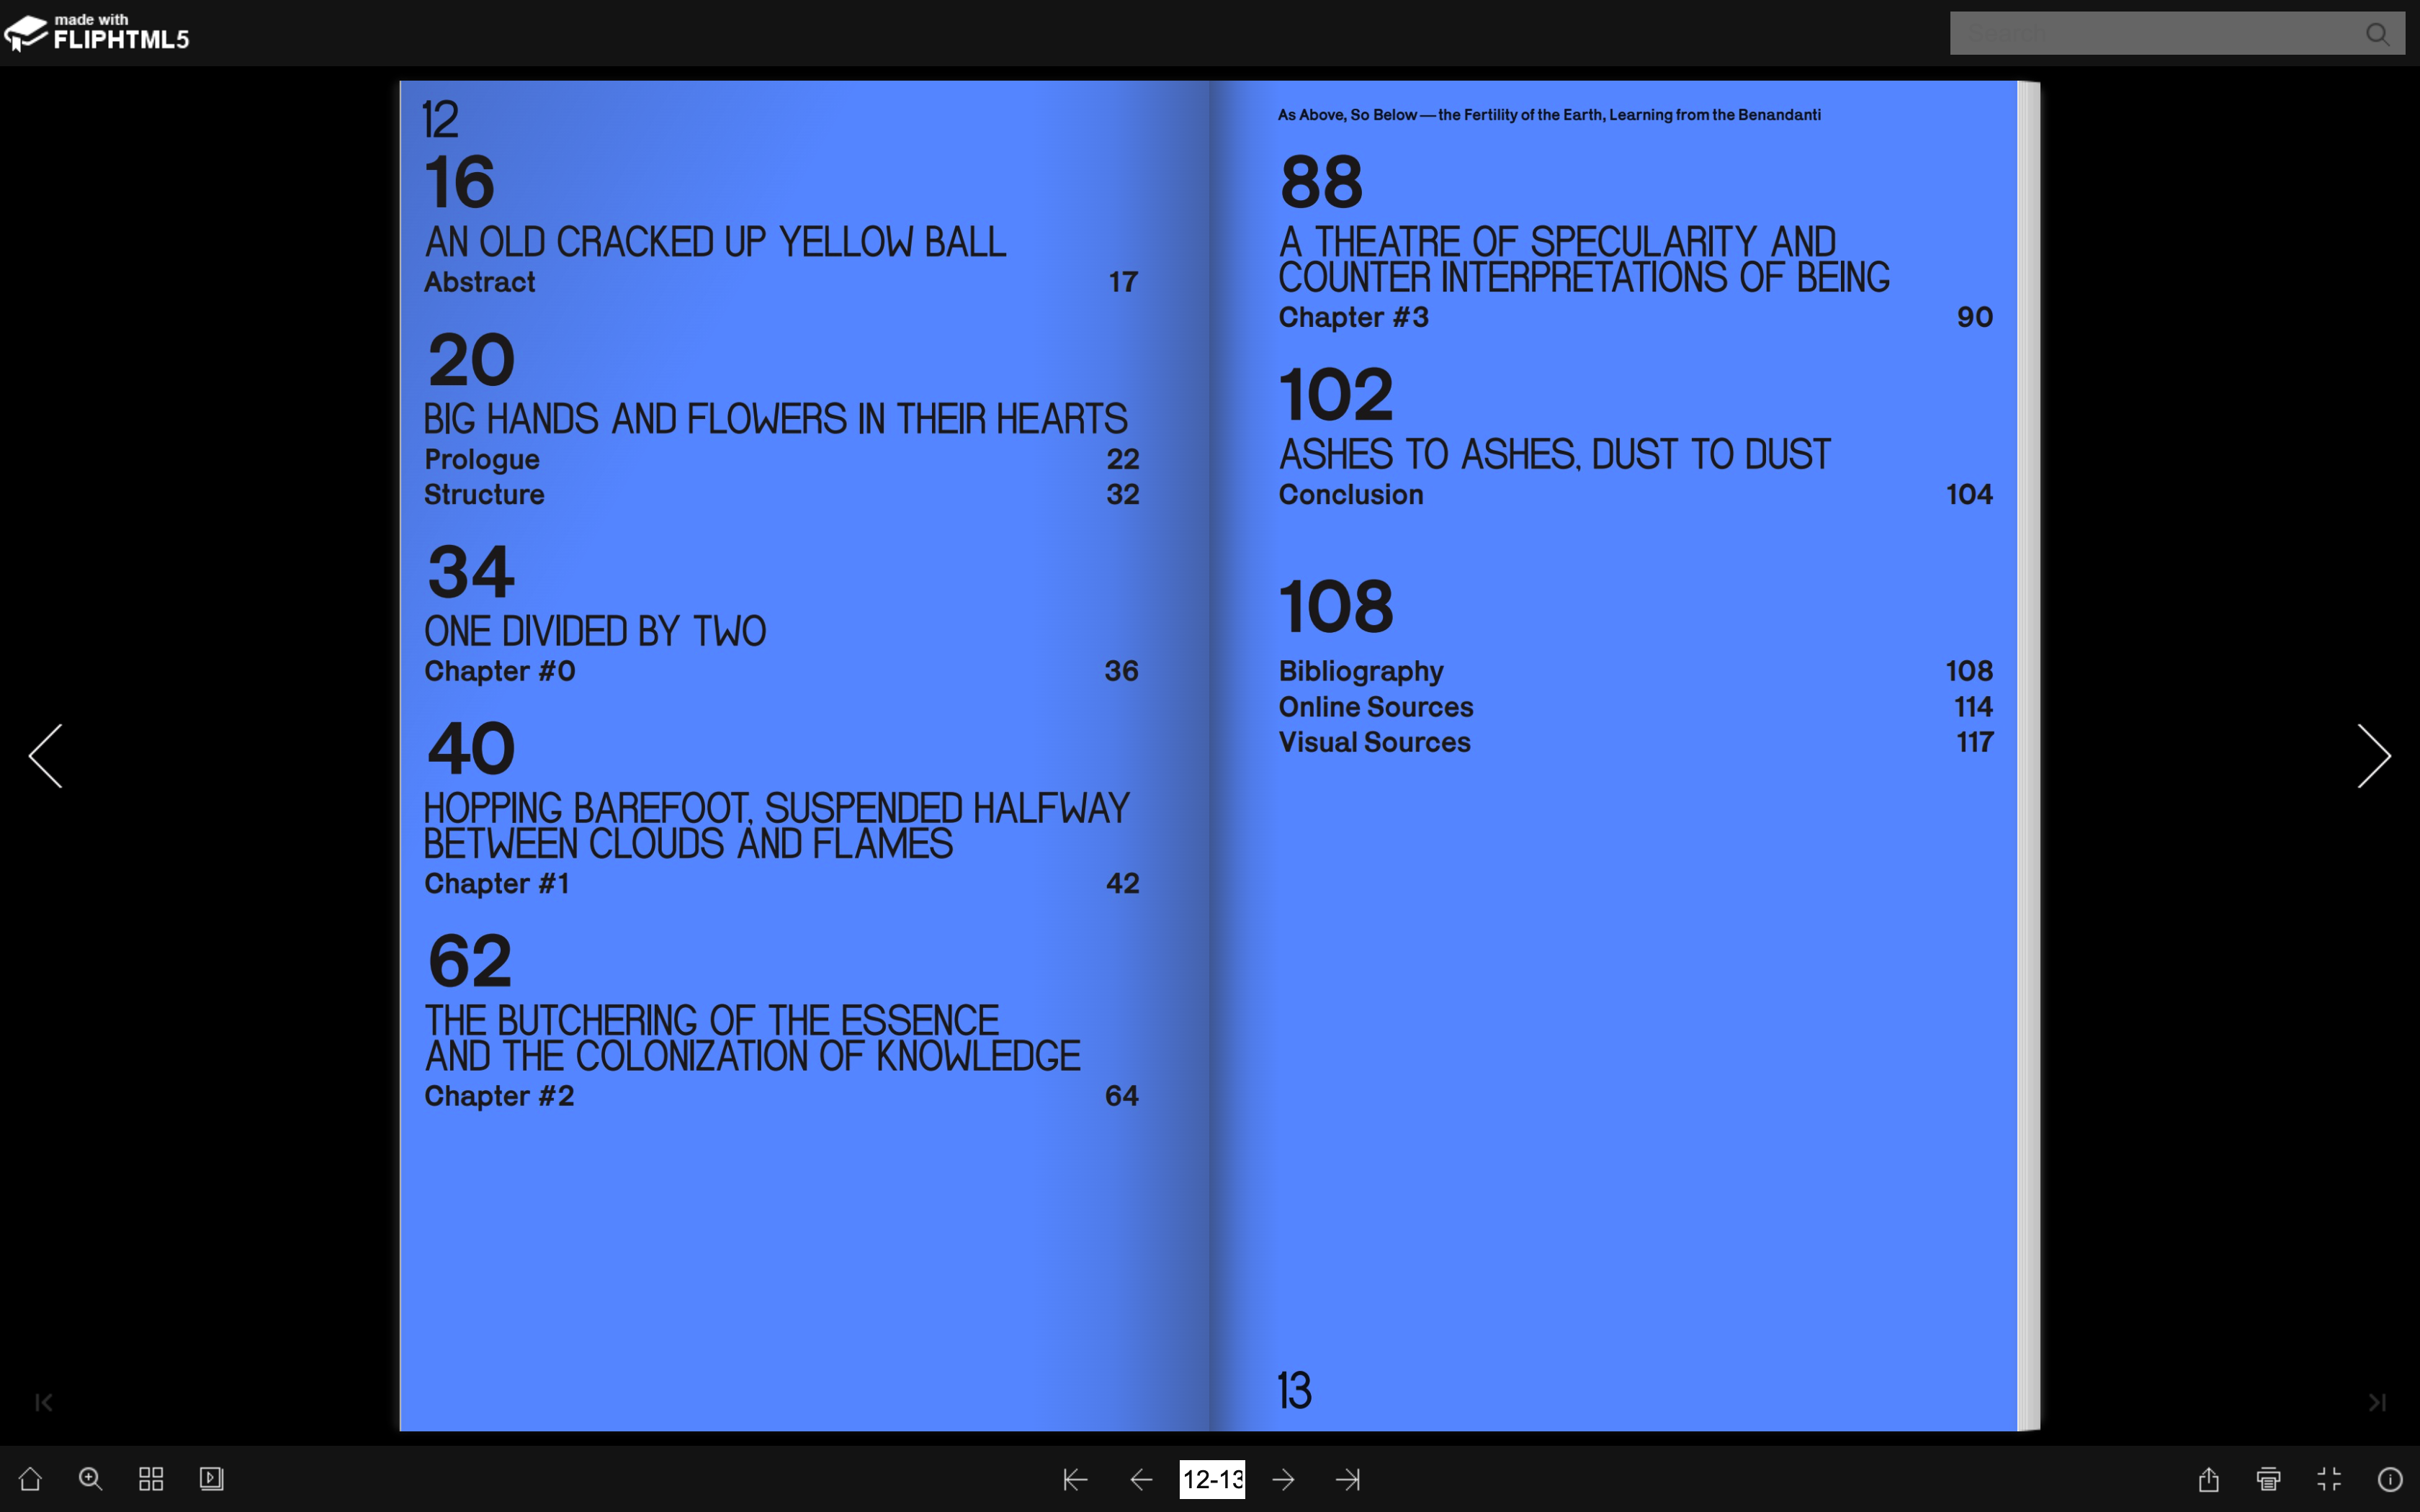 made with
FLIPHTML5
Search
12
16
AN OLD CRACKED UP YELLOW BALL
Abstract 17
20
BIG HANDS AND FLOWERS IN THEIR HEARTS
Prologue 22
Structure 32
34
ONE DIVIDED BY TWO
Chapter #0 36
40
HOPPING BAREFOOT, SUSPENDED HALFWAY
BETWEEN CLOUDS AND FLAMES
Chapter #1 42
62
THE BUTCHERING OF THE ESSENCE
AND THE COLONIZATION OF KNOWLEDGE
Chapter #2 64
As Above, So Below — the Fertility of the Earth, Learning from the Benandanti
88
A THEATRE OF SPECULARITY AND
COUNTER INTERPRETATIONS OF BEING
Chapter #3 90
102
ASHES TO ASHES, DUST TO DUST
Conclusion 104
108
Bibliography 108
Online Sources 114
Visual Sources 117
13
12-13